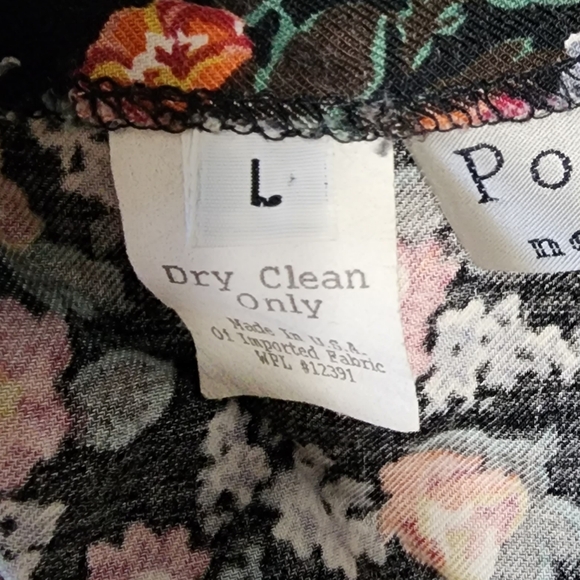 L
Dry Clean
Only
Made In U.S.A.
Of Imported Fabric
WPL #12391
Po
n